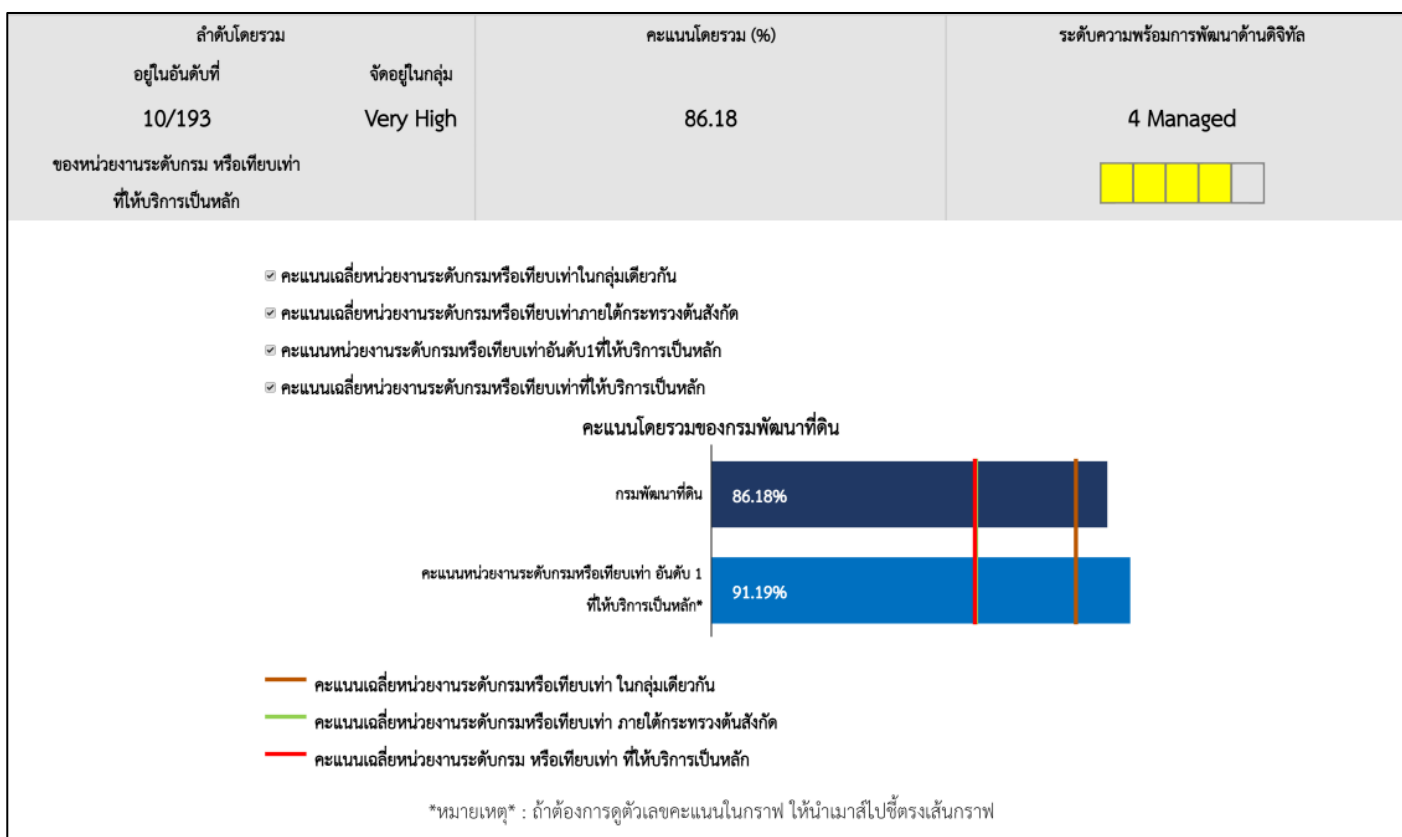 ลำดับโดยรวม
คะแนนโดยรวม (%)
ระดับความพร้อมการพัฒนาด้านดิจิทัล
อยู่ในอันดับที่
จัดอยู่ในกลุ่ม
10/193
Very High
86.18
4 Managed
ของหน่วยงานระดับกรม หรือเทียบเท่า
ที่ให้บริการเป็นหลัก
คะแนนเฉลี่ยหน่วยงานระดับกรมหรือเทียบเท่าในกลุ่มเดียวกัน
คะแนนเฉลี่ยหน่วยงานระดับกรมหรือเทียบเท่าภายใต้กระทรวงต้นสังกัด
คะแนนหน่วยงานระดับกรมหรือเทียบเท่าอันดับ1ที่ให้บริการเป็นหลัก
คะแนนเฉลี่ยหน่วยงานระดับกรมหรือเทียบเท่าที่ให้บริการเป็นหลัก
คะแนนโดยรวมของกรมพัฒนาที่ดิน
กรมพัฒนาที่ดิน
86.18%
คะแนนหน่วยงานระดับกรมหรือเทียบเท่า อันดับ 1
ที่ให้บริการเป็นหลัก*
91.19%
คะแนนเฉลี่ยหน่วยงานระดับกรมหรือเทียบเท่า ในกลุ่มเดียวกัน
คะแนนเฉลี่ยหน่วยงานระดับกรมหรือเทียบเท่า ภายใต้กระทรวงต้นสังกัด
คะแนนเฉลี่ยหน่วยงานระดับกรม หรือเทียบเท่า ที่ให้บริการเป็นหลัก
*หมายเหตุ* : ถ้าต้องการดูตัวเลขคะแนนในกราฟ ให้นำเมาส์ไปชี้ตรงเส้นกราฟ